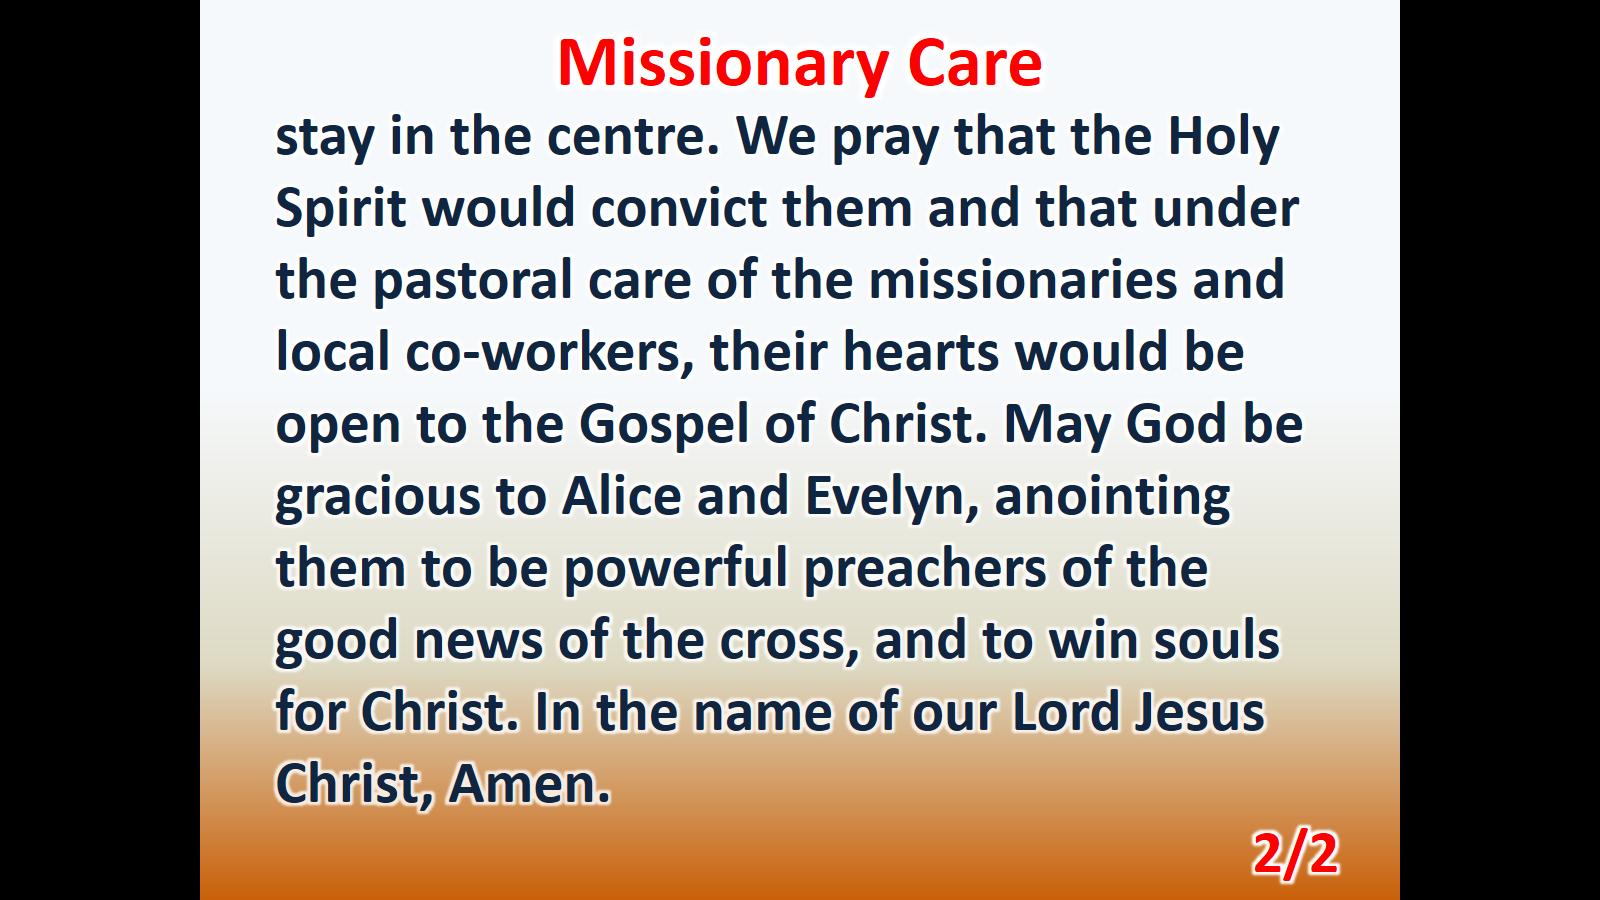 Missionary Care
stay in the centre. We pray that the Holy
Spirit would convict them and that under
the pastoral care of the missionaries and
local co-workers, their hearts would be
open to the Gospel of Christ. May God be
gracious to Alice and Evelyn, anointing
them to be powerful preachers of the
good news of the cross, and to win souls
for Christ. In the name of our Lord Jesus
Christ, Amen.
2/2